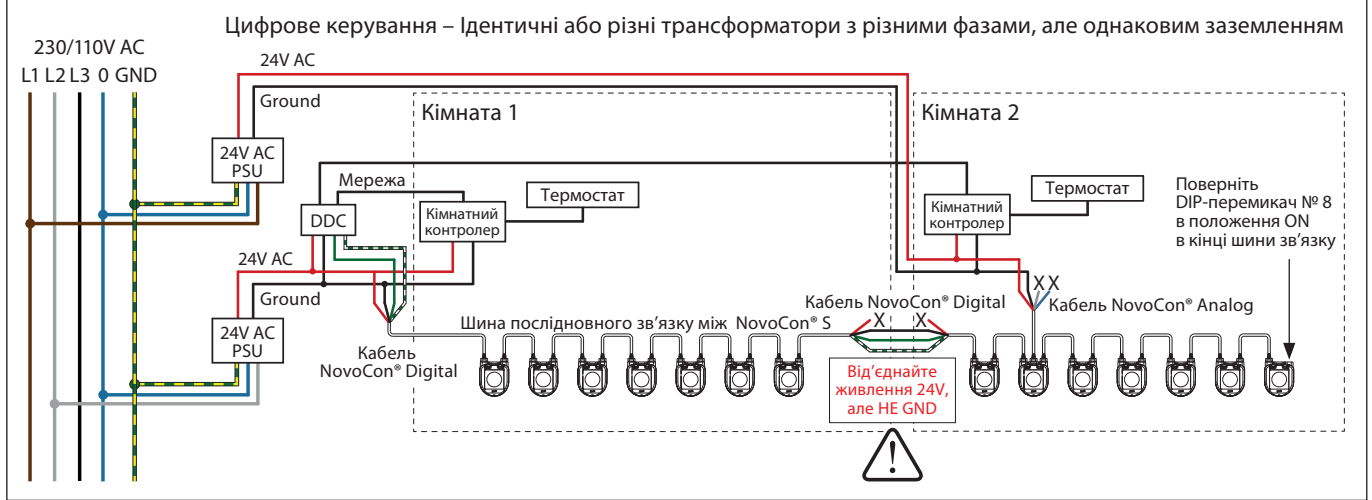 Цифрове керування – Ідентичні або різні трансформатори з різними фазами, але однаковим заземленням
230/110V AC
L1 L2 L3 0 GND
24V AC
Ground
24V AC
PSU
Кімната 1
Кімната 2
Мережа
DDC
Кімнатний
контролер
Термостат
Кімнатний
контролер
Термостат
Поверніть
DIP-перемикач № 8
в положення ON
в кінці шини зв’язку
24V AC
Ground
24V AC
PSU
X X
Кабель NovoCon® Digital
Кабель NovoCon® Analog
Шина послідновного зв’язку між NovoCon® S
X X
Кабель
NovoCon® Digital
Від’єднайте
живлення 24V,
але НЕ GND
!